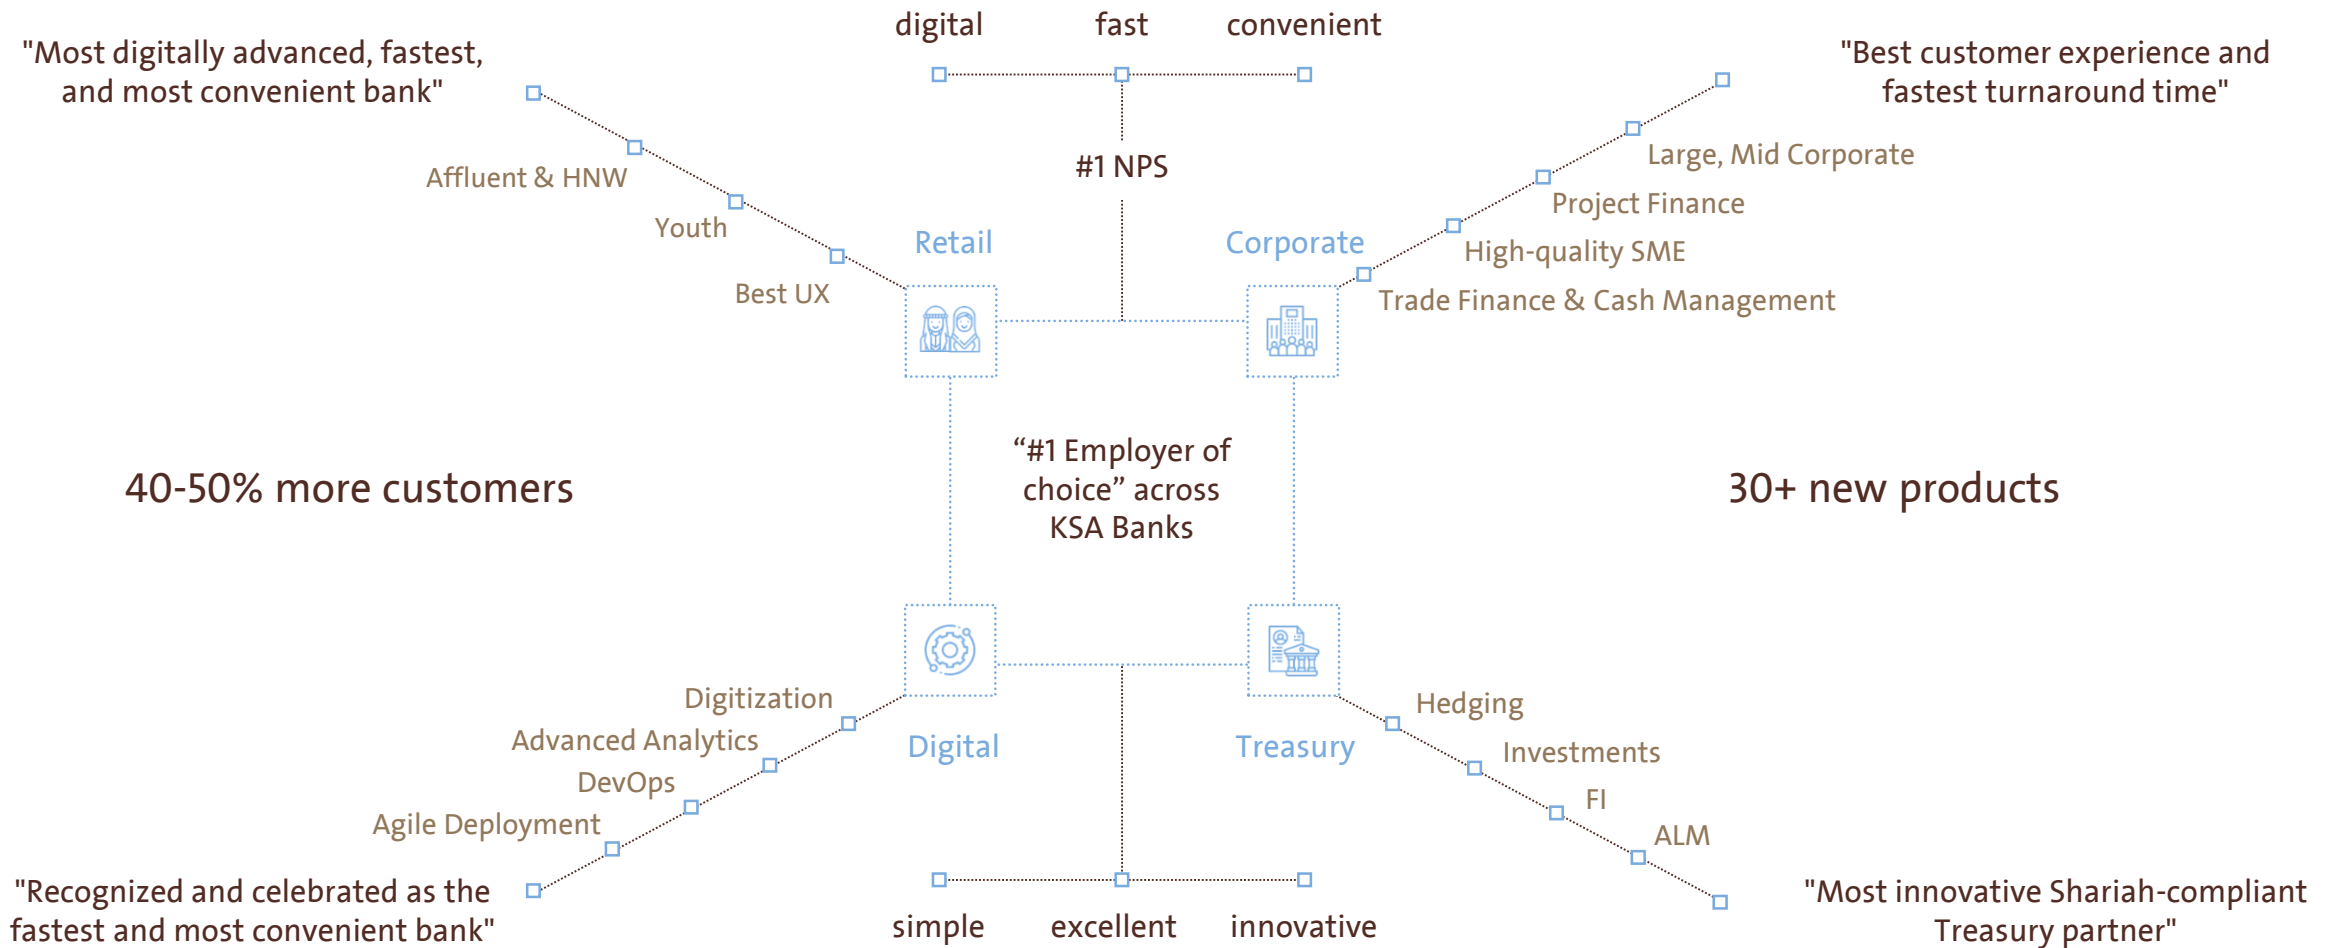 digital
fast
convenient
"Most digitally advanced, fastest,
and most convenient bank"
"Best customer experience and
fastest turnaround time"
#1 NPS
Affluent & HNW
Youth
Best UX
Retail
Corporate
Large, Mid Corporate
Project Finance
High-quality SME
Trade Finance & Cash Management
40-50% more customers
“#1 Employer of
choice” across
KSA Banks
30+ new products
Digitization
Advanced Analytics
DevOps
Agile Deployment
Digital
Treasury
Hedging
Investments
FI
ALM
"Recognized and celebrated as the
fastest and most convenient bank"
simple
excellent
innovative
"Most innovative Shariah-compliant
Treasury partner"